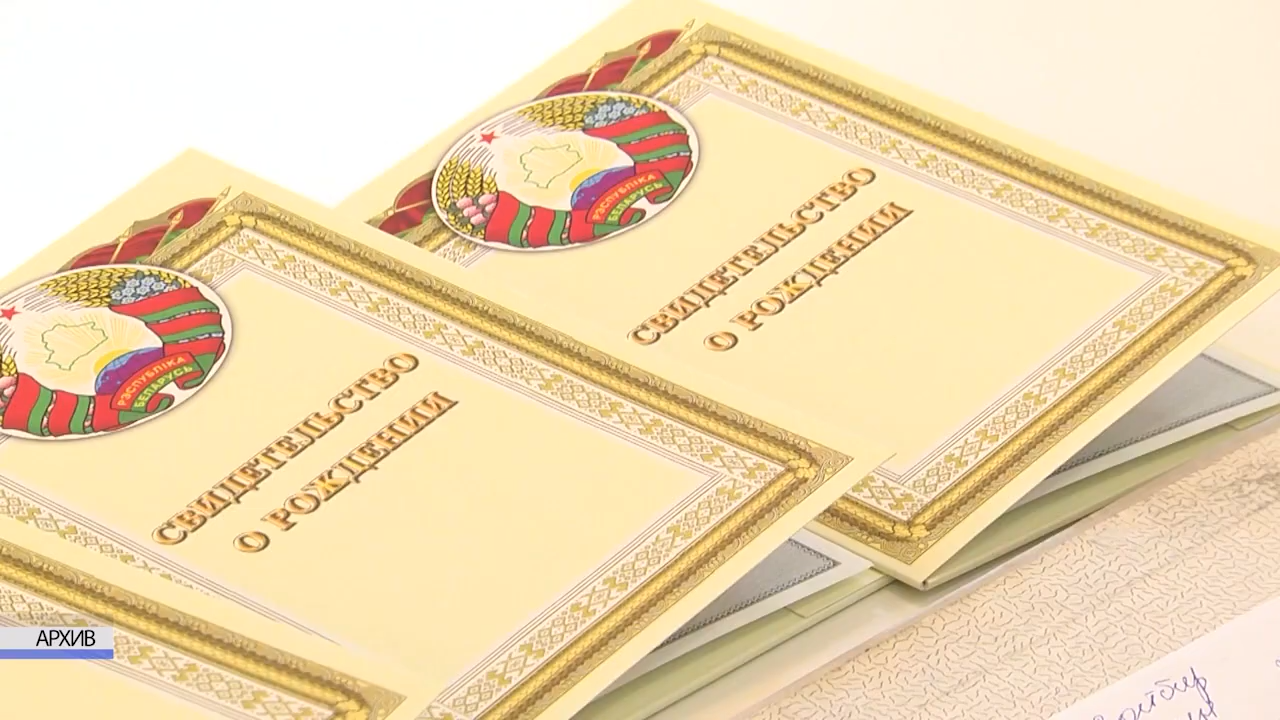 РЭСПУБЛІКА
БЕЛАРУСЬ
СВИДЕТЕЛЬСТВО
О РОЖДЕНИИ
РЭСПУБЛІКА
БЕЛАРУСЬ
СВИДЕТЕЛЬСТВО
О РОЖДЕНИИ
АРХИВ